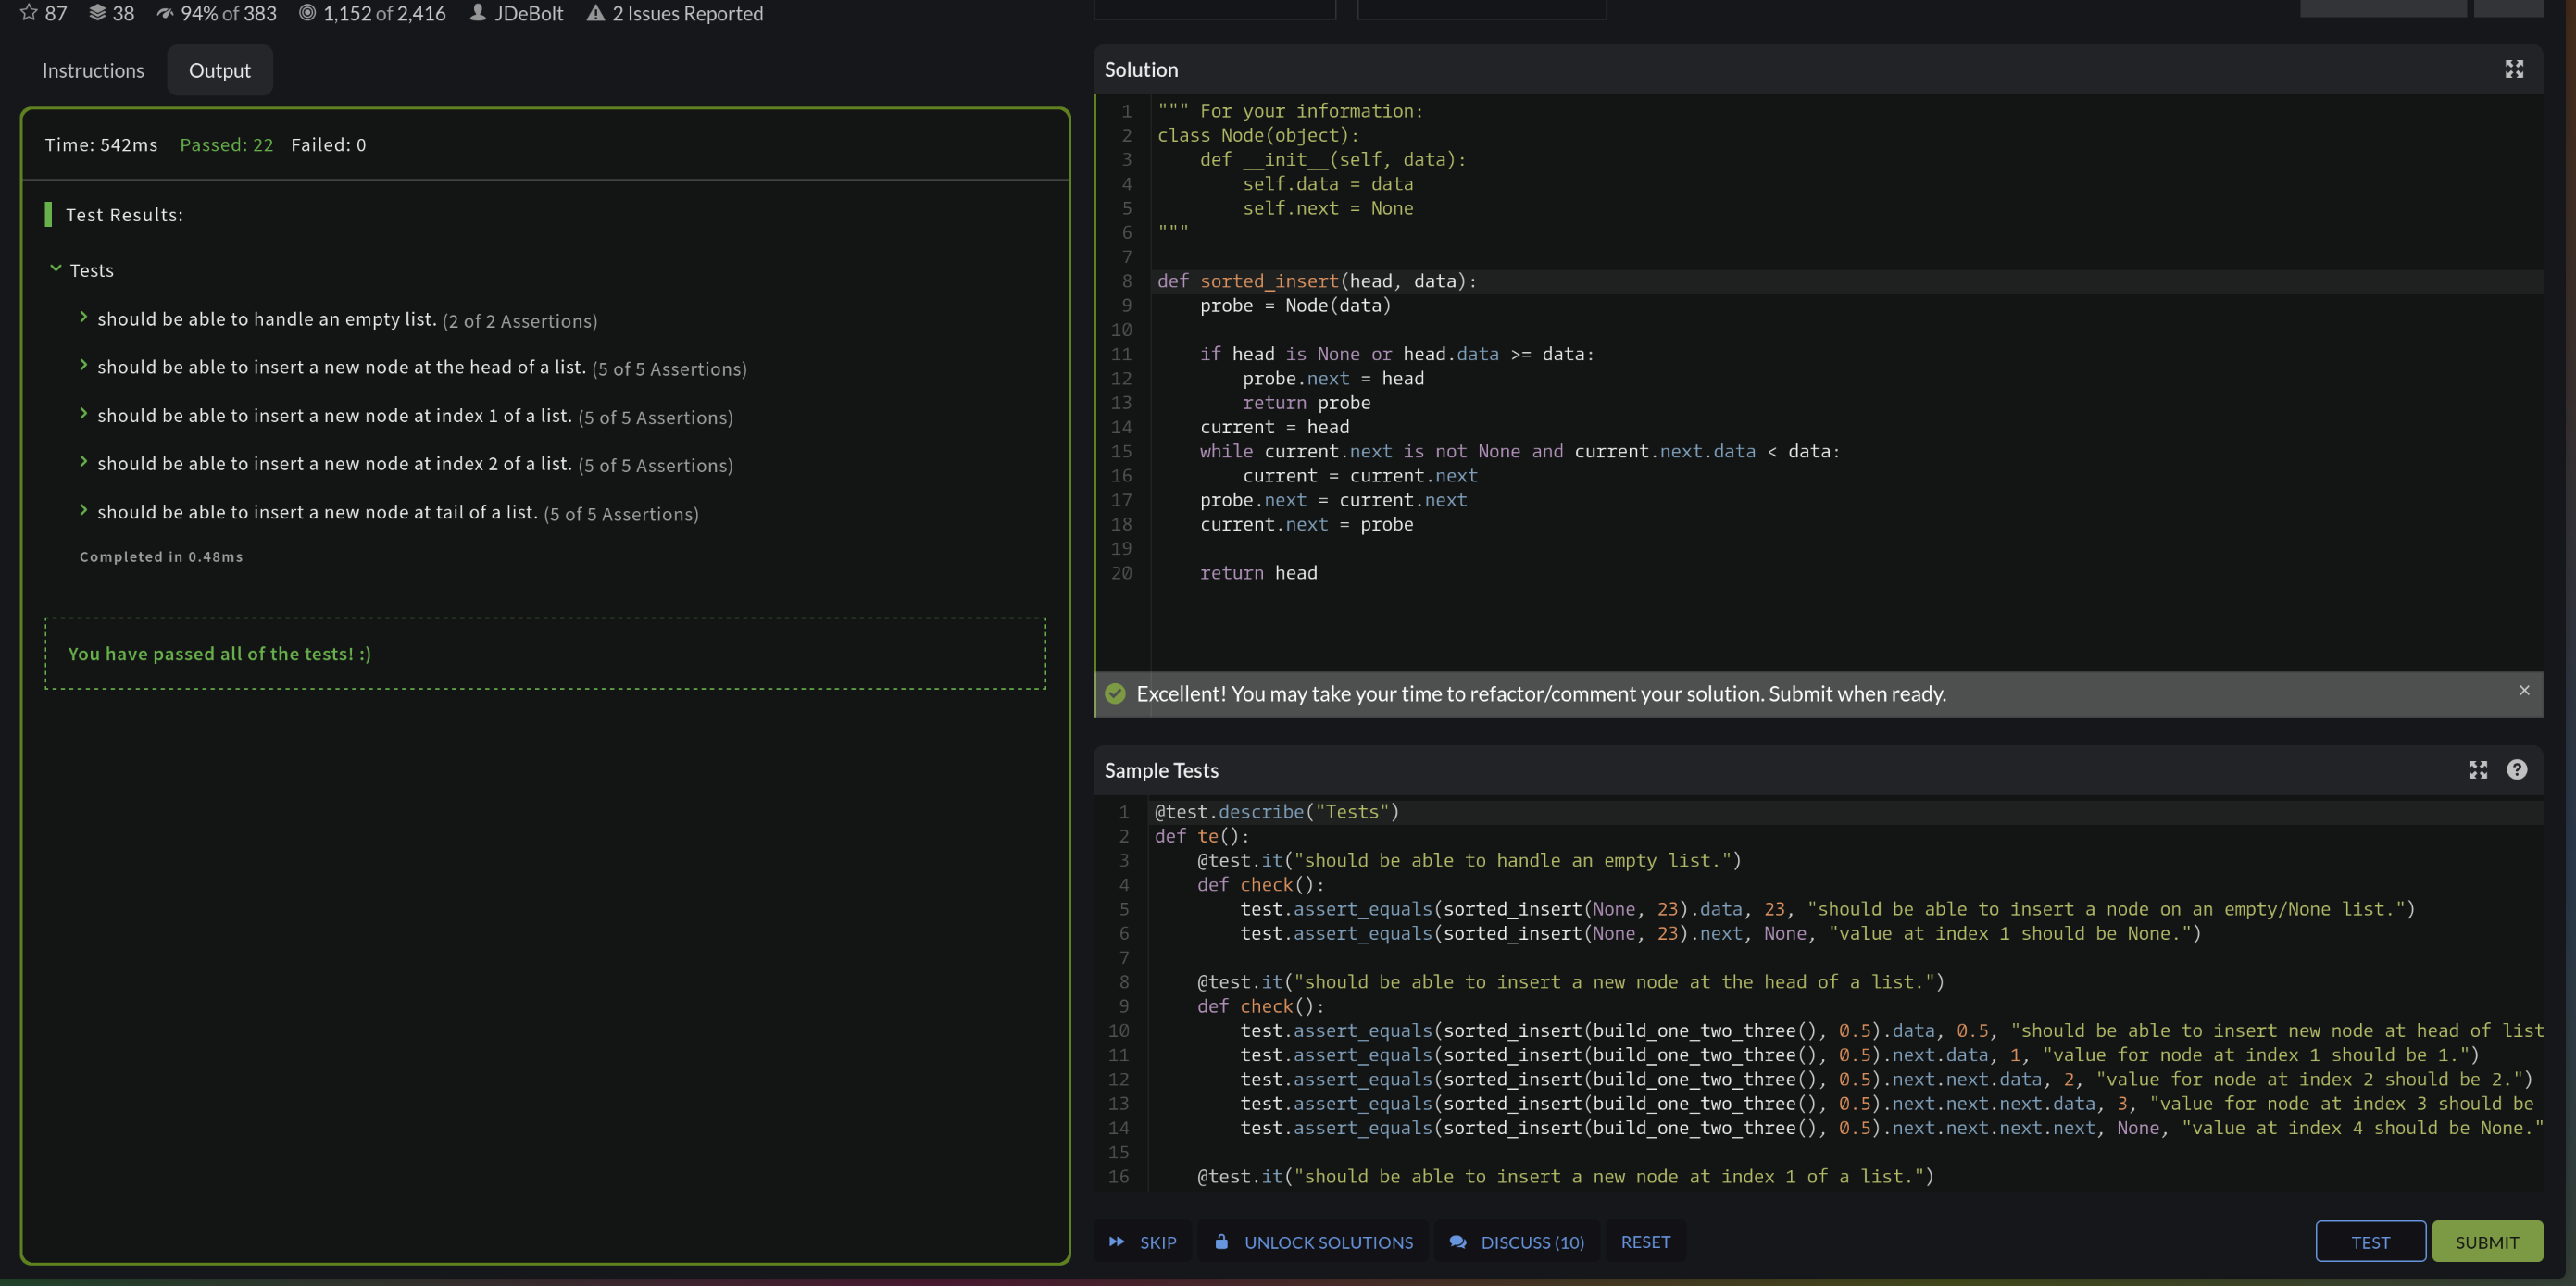 87 38 94% of 383 1,152 of 2,416 JDeBolt 2 Issues Reported
Instructions Output
Time: 542ms Passed: 22 Failed: 0
Test Results:
Tests
should be able to handle an empty list. (2 of 2 Assertions)
should be able to insert a new node at the head of a list. (5 of 5 Assertions)
should be able to insert a new node at index 1 of a list. (5 of 5 Assertions)
should be able to insert a new node at index 2 of a list. (5 of 5 Assertions)
should be able to insert a new node at tail of a list. (5 of 5 Assertions)
Completed in 0.48ms
You have passed all of the tests! :)
Solution
1 """ For your information:
2 class Node(object):
3     def __init__(self, data):
4         self.data = data
5         self.next = None
6 """
7
8 def sorted_insert(head, data):
9     probe = Node(data)
10
11     if head is None or head.data >= data:
12         probe.next = head
13         return probe
14     current = head
15     while current.next is not None and current.next.data < data:
16         current = current.next
17     probe.next = current.next
18     current.next = probe
19
20     return head
Excellent! You may take your time to refactor/comment your solution. Submit when ready.
Sample Tests
1 @test.describe("Tests")
2 def te():
3     @test.it("should be able to handle an empty list.")
4     def check():
5         test.assert_equals(sorted_insert(None, 23).data, 23, "should be able to insert a node on an empty/None list.")
6         test.assert_equals(sorted_insert(None, 23).next, None, "value at index 1 should be None.")
7
8     @test.it("should be able to insert a new node at the head of a list.")
9     def check():
10         test.assert_equals(sorted_insert(build_one_two_three(), 0.5).data, 0.5, "should be able to insert new node at head of list
11         test.assert_equals(sorted_insert(build_one_two_three(), 0.5).next.data, 1, "value for node at index 1 should be 1.")
12         test.assert_equals(sorted_insert(build_one_two_three(), 0.5).next.next.data, 2, "value for node at index 2 should be 2.")
13         test.assert_equals(sorted_insert(build_one_two_three(), 0.5).next.next.next.data, 3, "value for node at index 3 should be
14         test.assert_equals(sorted_insert(build_one_two_three(), 0.5).next.next.next.next, None, "value at index 4 should be None."
15
16     @test.it("should be able to insert a new node at index 1 of a list.")
SKIP UNLOCK SOLUTIONS DISCUSS (10) RESET TEST SUBMIT